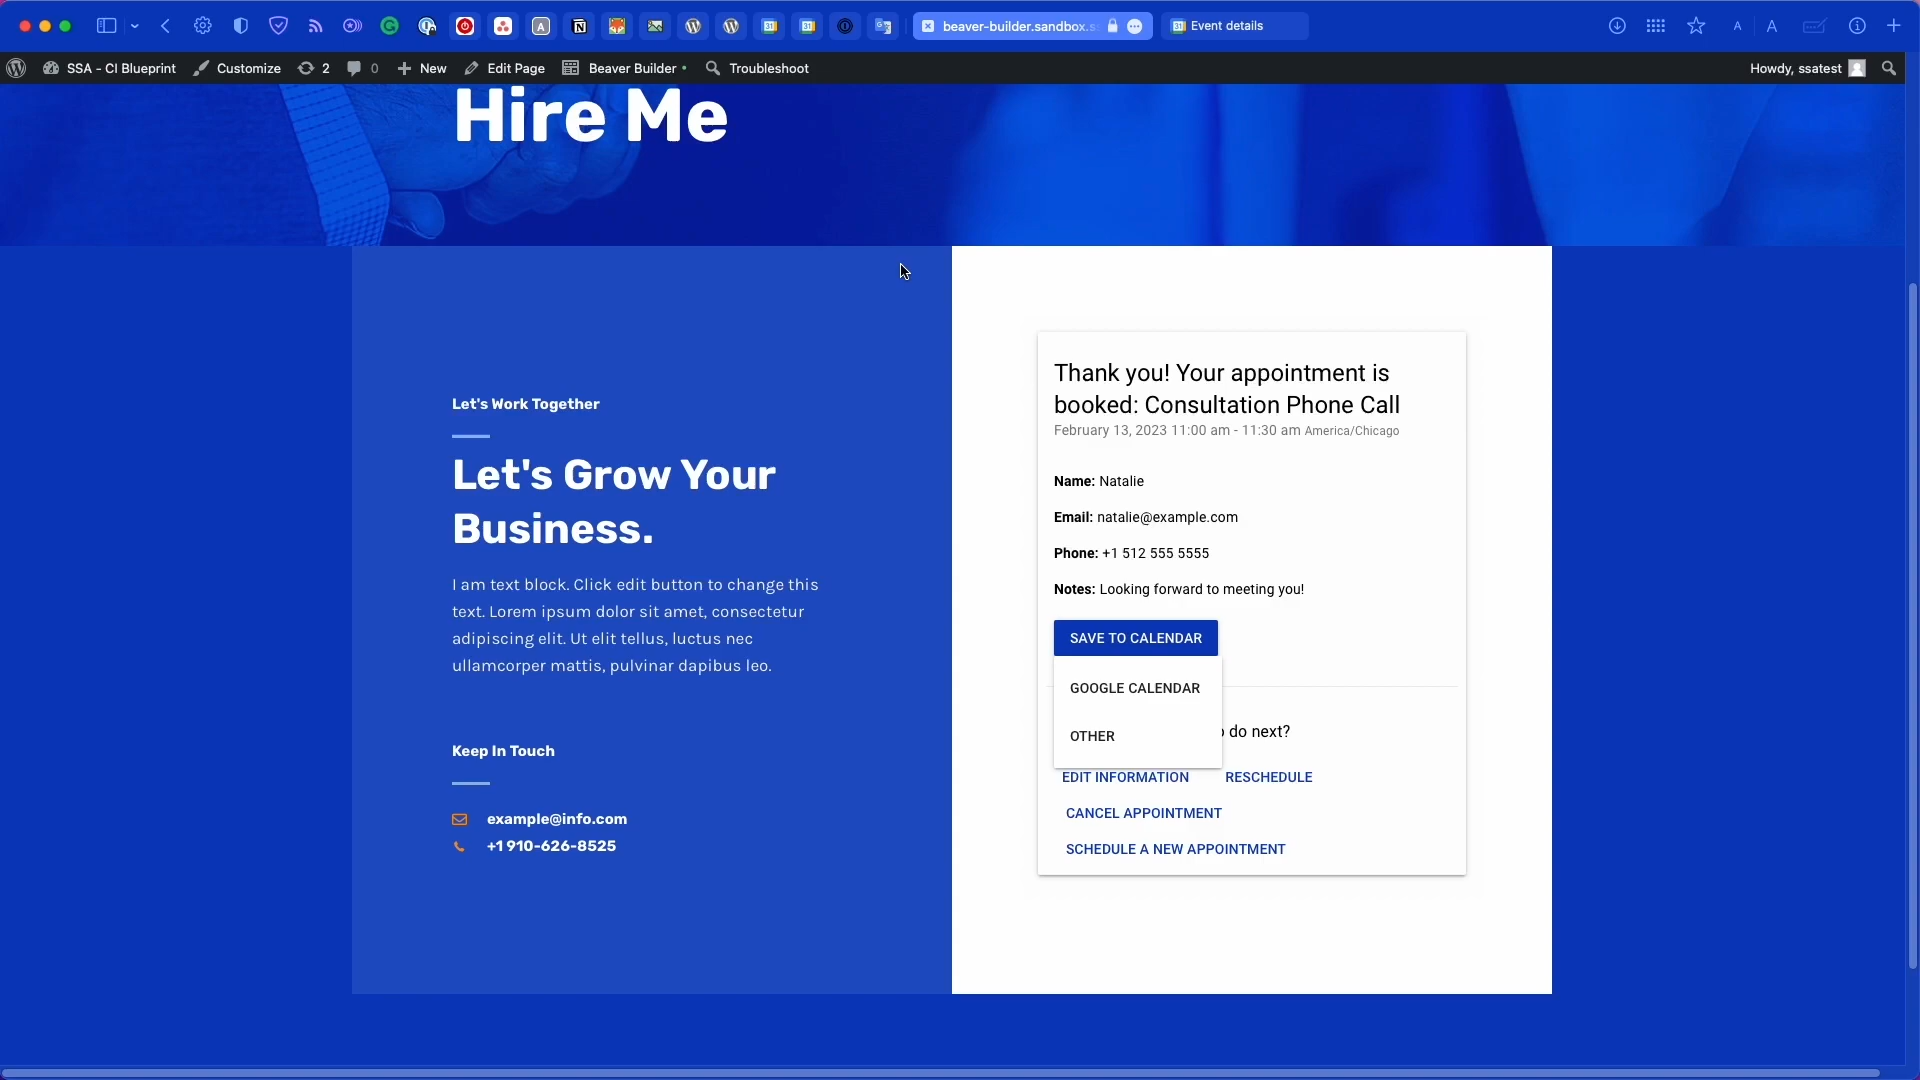 beaver-builder.sandbox.s
Event details
A
A
SSA - CI Blueprint
Customize
2
0
New
Edit Page
Beaver Builder
Troubleshoot
Howdy, ssatest
Hire Me
Let's Work Together
Let's Grow Your
Business.
I am text block. Click edit button to change this
text. Lorem ipsum dolor sit amet, consectetur
adipiscing elit. Ut elit tellus, luctus nec
ullamcorper mattis, pulvinar dapibus leo.
Keep In Touch
example@info.com
+1 910-626-8525
Thank you! Your appointment is
booked: Consultation Phone Call
February 13, 2023 11:00 am - 11:30 am America/Chicago
Name: Natalie
Email: natalie@example.com
Phone: +1 512 555 5555
Notes: Looking forward to meeting you!
SAVE TO CALENDAR
GOOGLE CALENDAR
OTHER
do next?
EDIT INFORMATION
RESCHEDULE
CANCEL APPOINTMENT
SCHEDULE A NEW APPOINTMENT